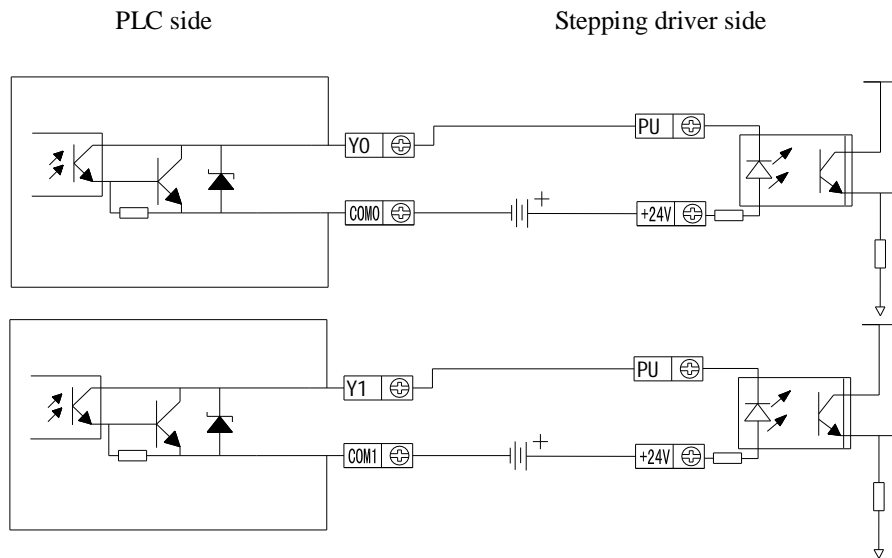 PLC side Stepping driver side
Y0 PU
COM0 + +24V
Y1 PU
COM1 + +24V